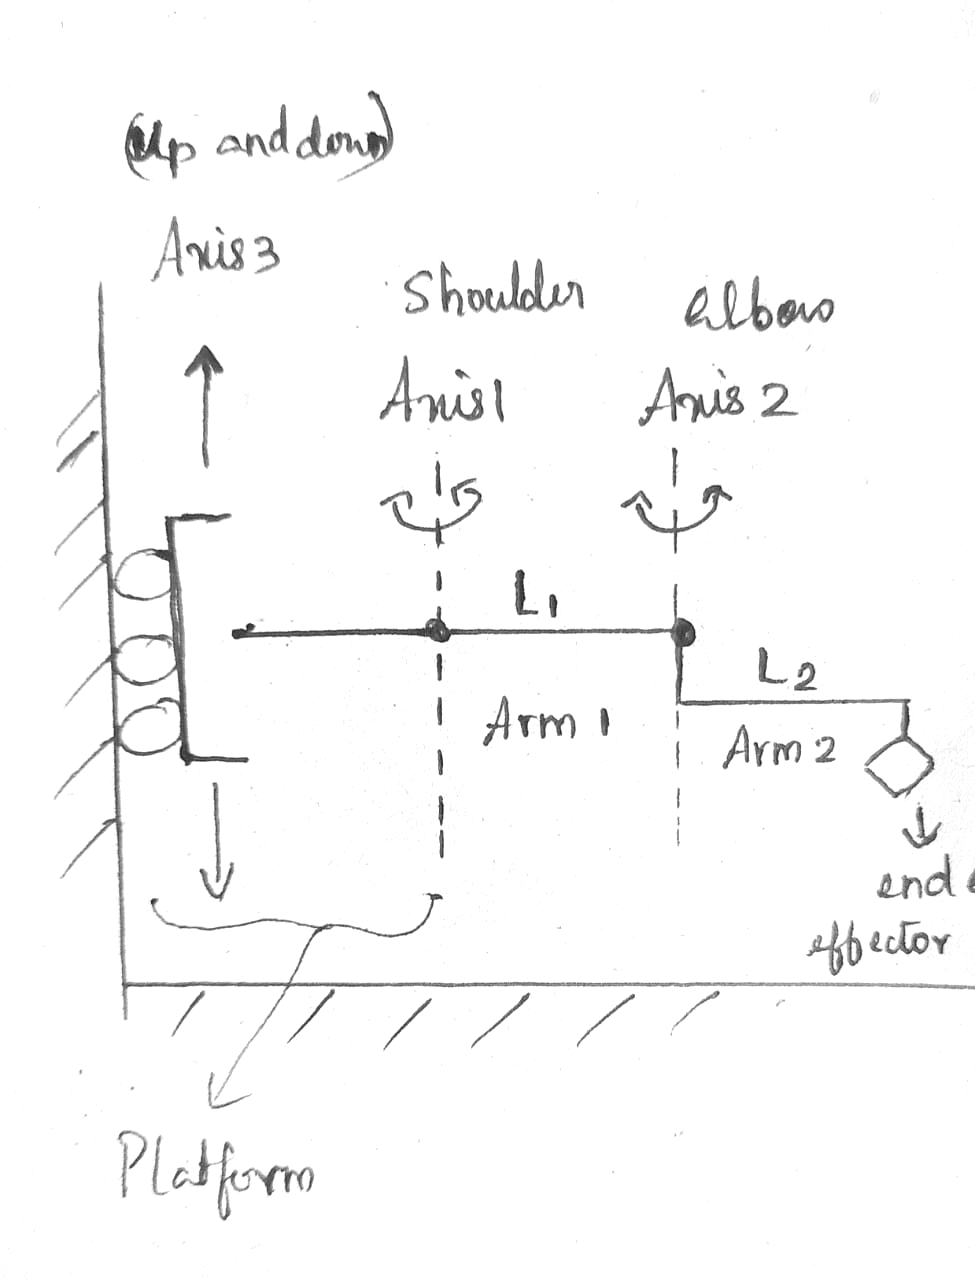 (Up and down)
Axis 3
Shoulder
Axis 1
elbow
Axis 2
L1
Arm 1
L2
Arm 2
end
effector
Platform